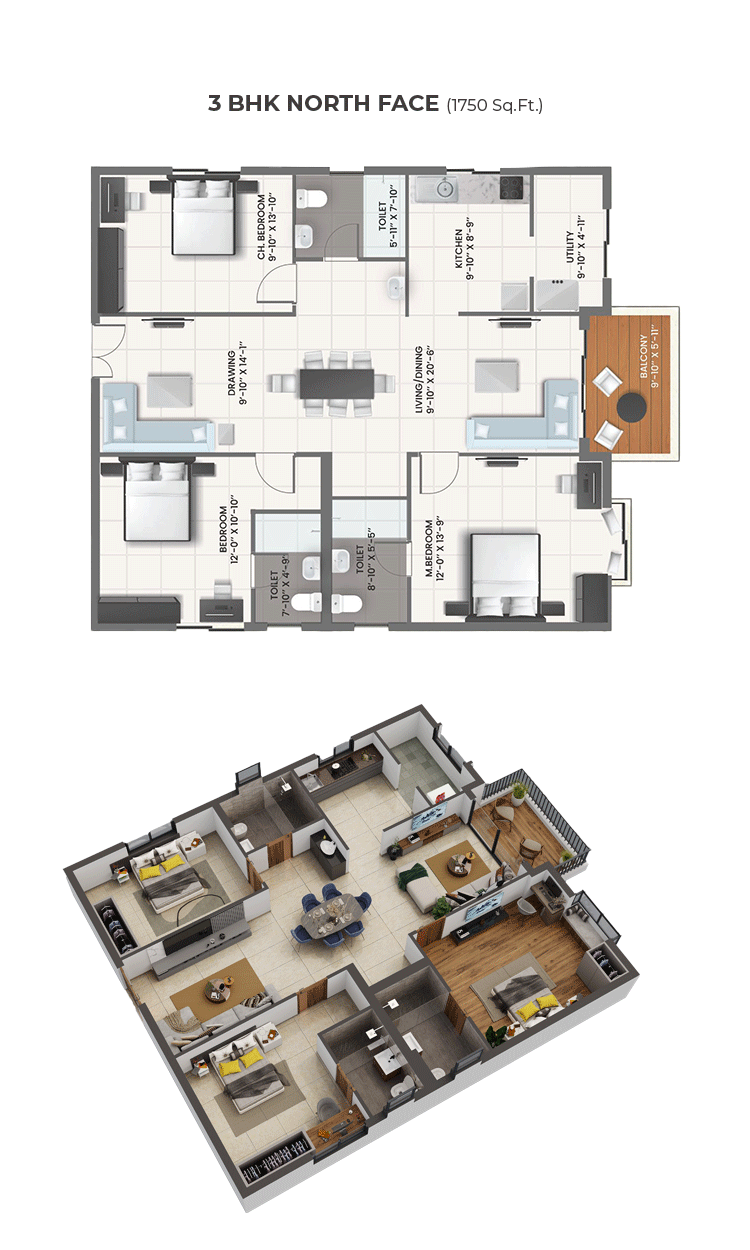 3 BHK NORTH FACE (1750 Sq.Ft.)
CH. BEDROOM
9'-10" X 13'-10"
TOILET
5'-11" X 7'-10"
KITCHEN
9'-10" X 8'-9"
UTILITY
9'-10" X 4'-11"
DRAWING
9'-10" X 14'-1"
LIVING/DINING
9'-10" X 20'-6"
BALCONY
9'-10" X 5'-11"
BEDROOM
12'-0" X 10'-10"
TOILET
7'-10" X 4'-9"
TOILET
8'-10" X 5'-5"
M.BEDROOM
12'-0" X 13'-9"